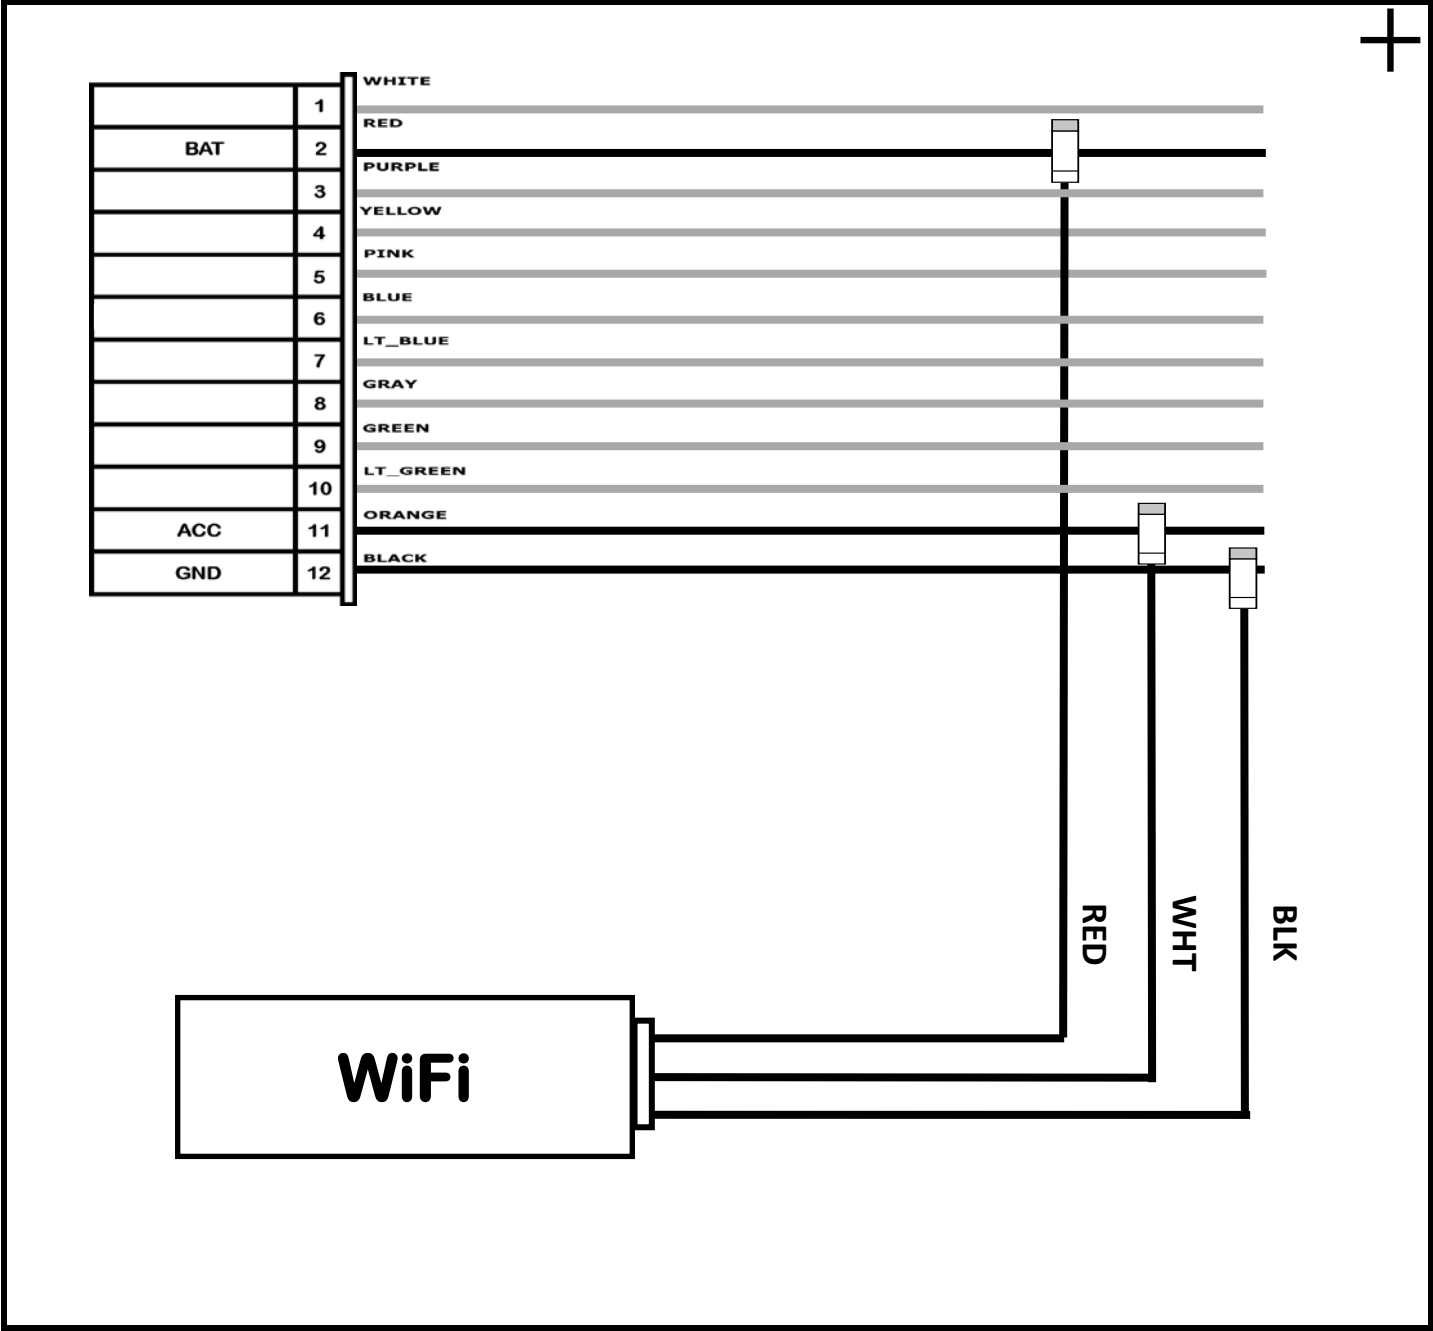 WHITE
1
RED
BAT 2
PURPLE
3
YELLOW
4
PINK
5
BLUE
6
LT_BLUE
7
GRAY
8
GREEN
9
LT_GREEN
10
ORANGE
ACC 11
BLACK
GND 12
RED
WHT
BLK
WiFi